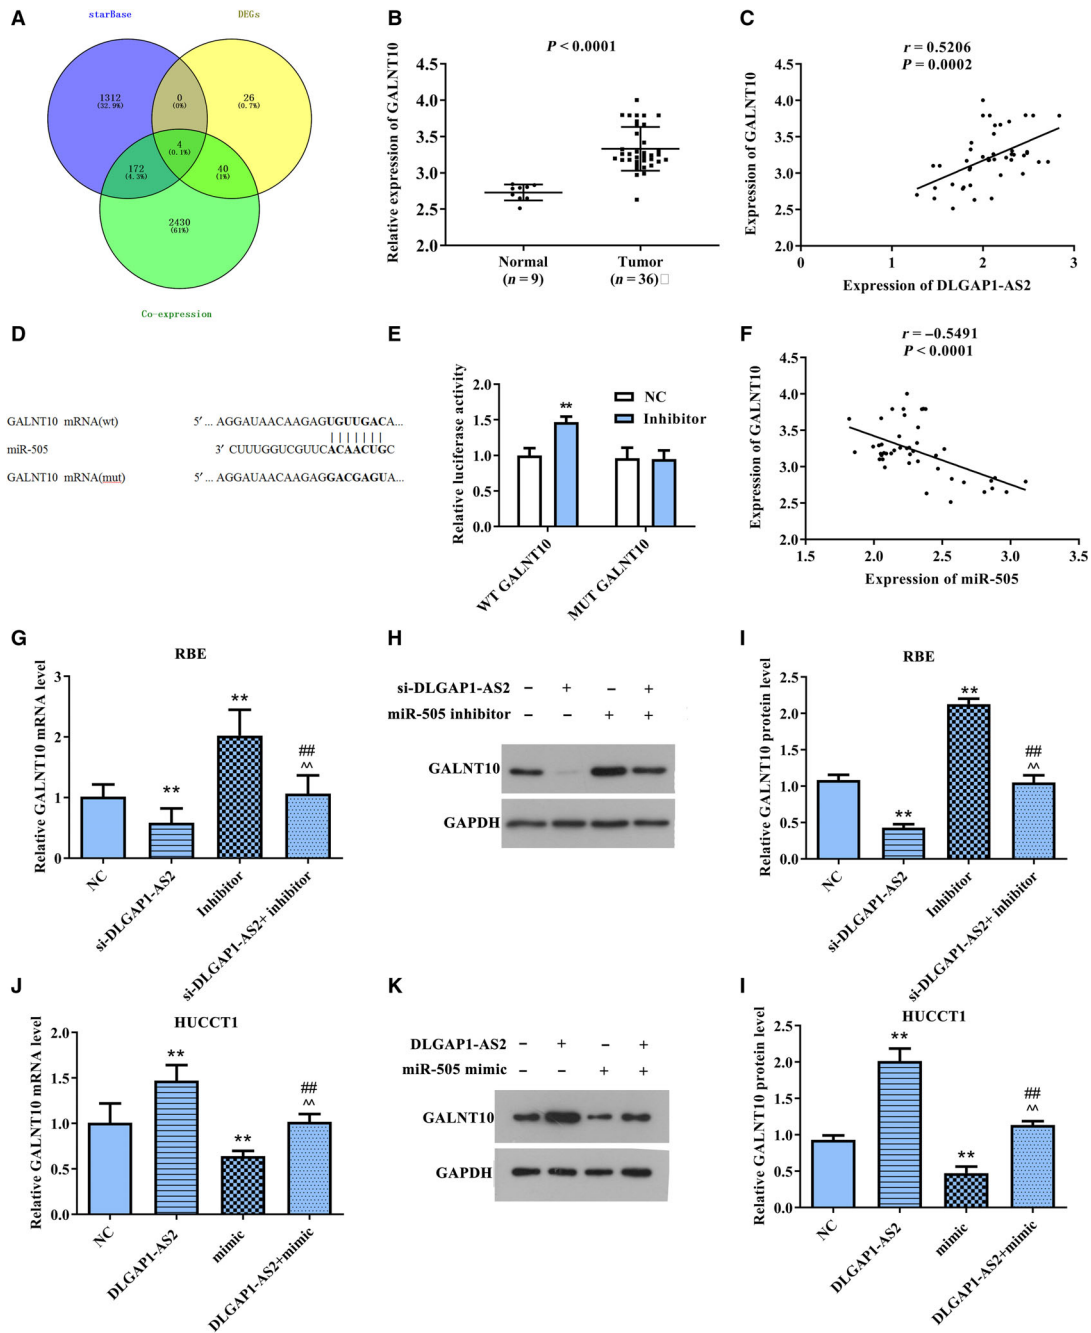 A
starBase
DEGs
1312
(32.9%)
0
(0%)
26
(0.7%)
4
(0.1%)
172
(4.3%)
40
(1%)
2430
(61%)
Co-expression
B
P < 0.0001
Relative expression of GALNT10
4.5
4.0
3.5
3.0
2.5
2.0
Normal
(n = 9)
Tumor
(n = 36)□
C
r = 0.5206
P = 0.0002
Expression of GALNT10
4.5
4.0
3.5
3.0
2.5
2.0
0
1
2
3
Expression of DLGAP1-AS2
D
GALNT10 mRNA(wt) 5′ ... AGGAUAACAAGAGUGUUGACA...
miR-505 3′ CUUUGGUCGUUCACAACUGC
GALNT10 mRNA(mut) 5′ ... AGGAUAACAAGAGGACGAGUA...
E
Relative luciferase activity
2.0
1.5
1.0
0.5
0.0
**
NC
Inhibitor
WT GALNT10
MUT GALNT10
F
r = –0.5491
P < 0.0001
Expression of GALNT10
4.5
4.0
3.5
3.0
2.5
2.0
1.5
2.0
2.5
3.0
3.5
Expression of miR-505
G
RBE
Relative GALNT10 mRNA level
3
2
1
0
**
**
##
^^
NC
si-DLGAP1-AS2
Inhibitor
si-DLGAP1-AS2+ inhibitor
H
si-DLGAP1-AS2 – + – +
miR-505 inhibitor – – + +
GALNT10
GAPDH
I
RBE
Relative GALNT10 protein level
2.5
2.0
1.5
1.0
0.5
0.0
**
**
##
^^
NC
si-DLGAP1-AS2
Inhibitor
si-DLGAP1-AS2+ inhibitor
J
HUCCT1
Relative GALNT10 mRNA level
2.0
1.5
1.0
0.5
0.0
**
**
##
^^
NC
DLGAP1-AS2
mimic
DLGAP1-AS2+mimic
K
DLGAP1-AS2 – + – +
miR-505 mimic – – + +
GALNT10
GAPDH
I
HUCCT1
Relative GALNT10 protein level
2.5
2.0
1.5
1.0
0.5
0.0
**
**
##
^^
NC
DLGAP1-AS2
mimic
DLGAP1-AS2+mimic